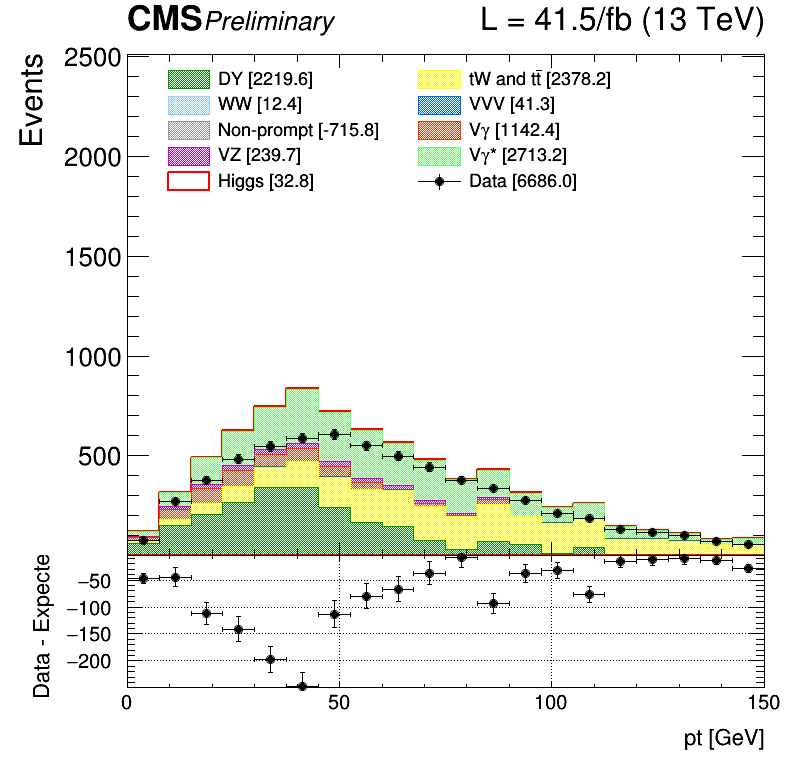 CMS Preliminary L = 41.5/fb (13 TeV)
Events
2500
2000
1500
1000
500
DY [2219.6]
WW [12.4]
Non-prompt [-715.8]
VZ [239.7]
Higgs [32.8]
tW and tt̄ [2378.2]
VVV [41.3]
Vγ [1142.4]
Vγ* [2713.2]
Data [6686.0]
Data - Expecte
−50
−100
−150
−200
0 50 100 150
pt [GeV]